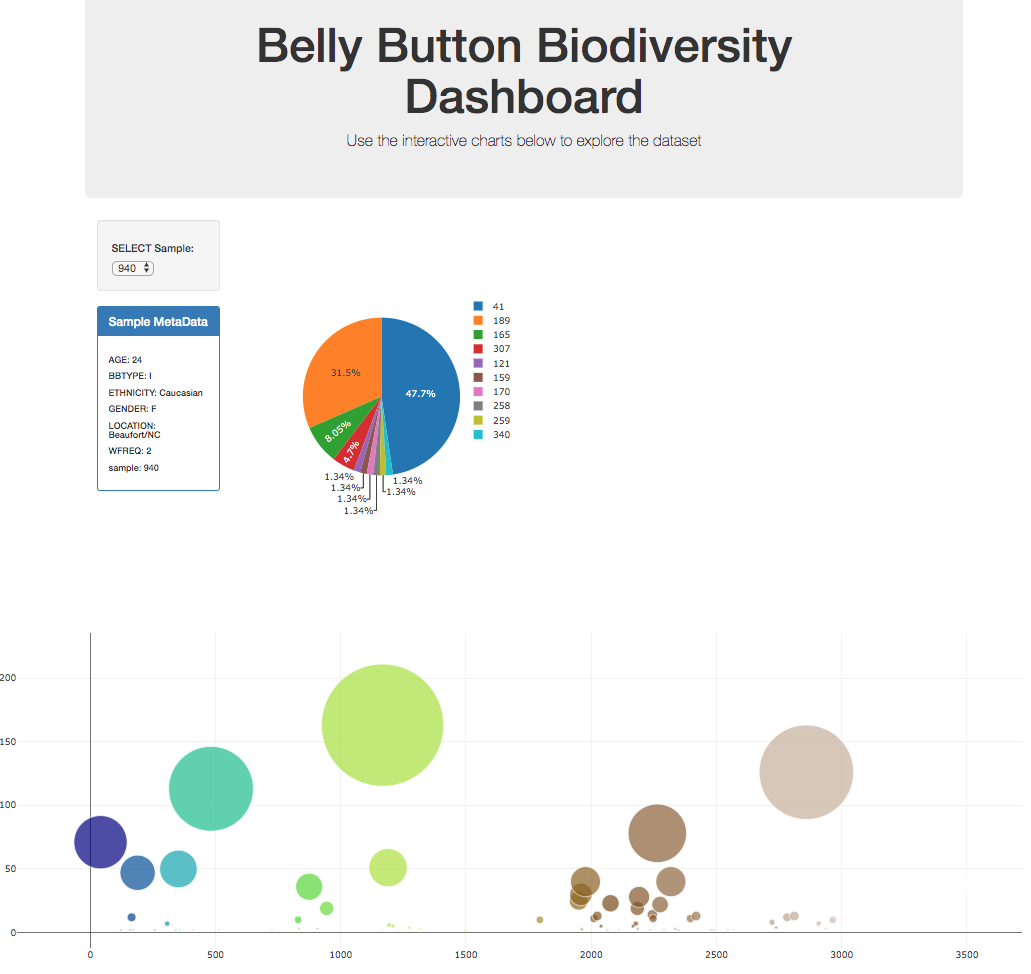 Belly Button Biodiversity
Dashboard
Use the interactive charts below to explore the dataset
SELECT Sample:
940
Sample MetaData
AGE: 24
BBTYPE: I
ETHNICITY: Caucasian
GENDER: F
LOCATION:
Beaufort/NC
WFREQ: 2
sample: 940
47.7%
31.5%
8.05%
4.7%
1.34%
1.34%
1.34%
1.34%
1.34%
1.34%
41
189
165
307
121
159
170
258
259
340
200
150
100
50
0
0 500 1000 1500 2000 2500 3000 3500